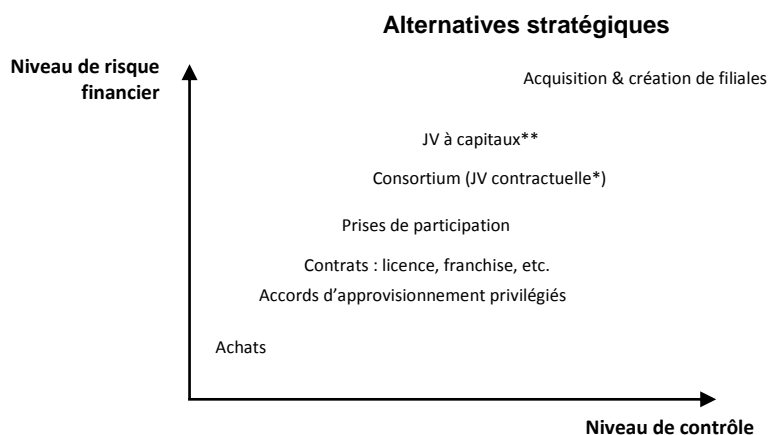 Alternatives stratégiques
Niveau de risque
financier
Acquisition & création de filiales
JV à capitaux**
Consortium (JV contractuelle*)
Prises de participation
Contrats : licence, franchise, etc.
Accords d’approvisionnement privilégiés
Achats
Niveau de contrôle